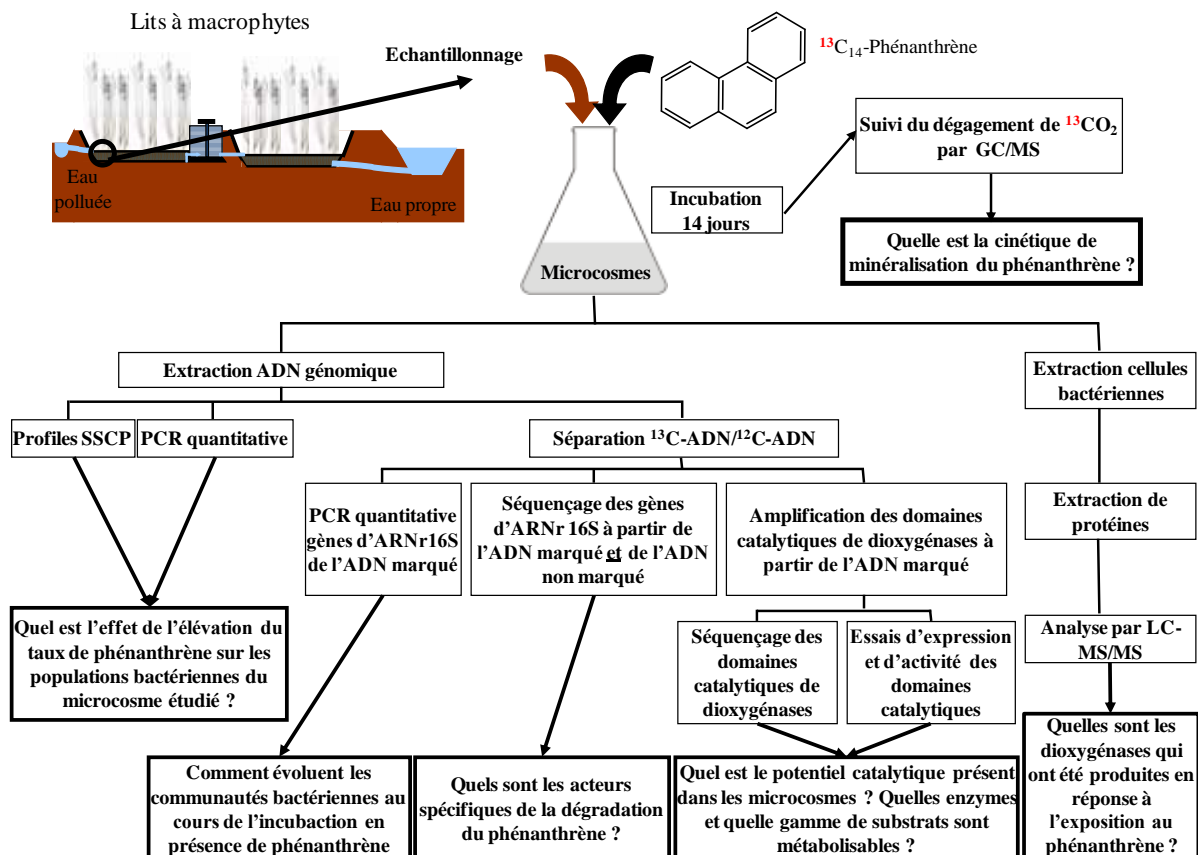 Lits à macrophytes
Echantillonnage
¹³C₁₄-Phénanthrène
Eau
polluée
Eau propre
Microcosmes
Incubation
14 jours
Suivi du dégagement de ¹³CO₂
par GC/MS
Quelle est la cinétique de
minéralisation du phénanthrène ?
Extraction ADN génomique
Extraction cellules
bactériennes
Profiles SSCP
PCR quantitative
Séparation ¹³C-ADN/¹²C-ADN
PCR quantitative
gènes d'ARNr16S
de l'ADN marqué
Séquençage des gènes
d'ARNr 16S à partir de
l'ADN marqué et de l'ADN
non marqué
Amplification des domaines
catalytiques de dioxygénases à
partir de l'ADN marqué
Extraction de
protéines
Quel est l'effet de l'élévation du
taux de phénanthrène sur les
populations bactériennes du
microcosme étudié ?
Séquençage des
domaines
catalytiques de
dioxygénases
Essais d'expression
et d'activité des
domaines
catalytiques
Analyse par LC-
MS/MS
Comment évoluent les
communautés bactériennes au
cours de l'incubaction en
présence de phénanthrène
Quels sont les acteurs
spécifiques de la dégradation
du phénanthrène ?
Quel est le potentiel catalytique présent
dans les microcosmes ? Quelles enzymes
et quelle gamme de substrats sont
métabolisables ?
Quelles sont les
dioxygénases qui
ont été produites en
réponse à
l'exposition au
phénanthrène ?